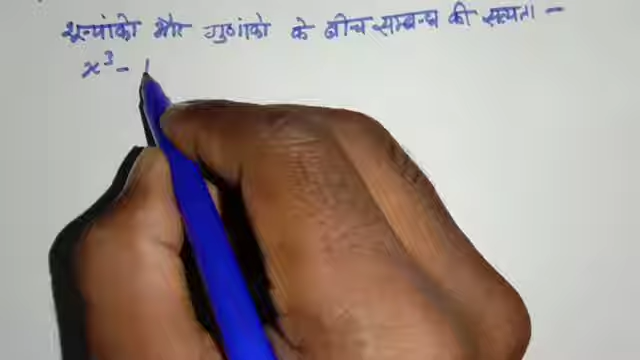 शून्यांको और गुणांको के बीच सम्बन्ध की सत्यता -
x³ -